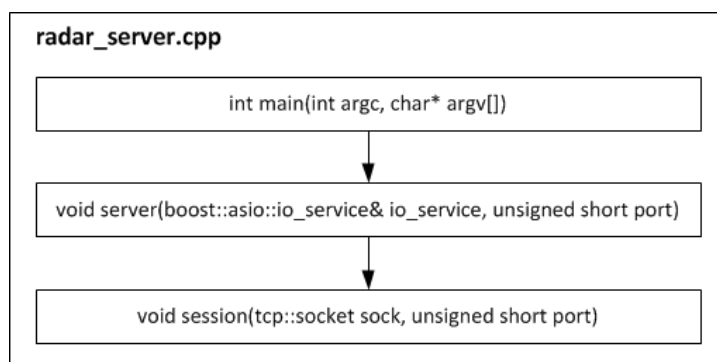 radar_server.cpp
int main(int argc, char* argv[])
void server(boost::asio::io_service& io_service, unsigned short port)
void session(tcp::socket sock, unsigned short port)